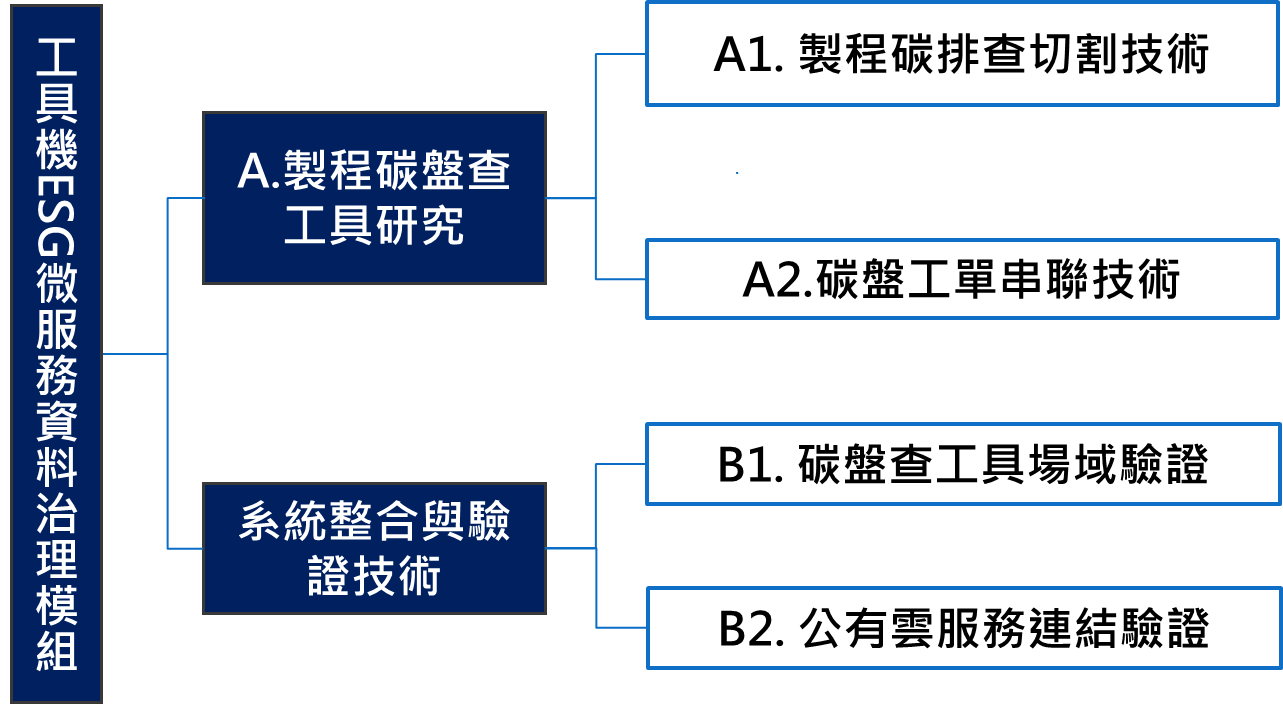 工具機ESG微服務資料治理模組
A.製程碳盤查
工具研究
A1. 製程碳排查切割技術
A2.碳盤工單串聯技術
系統整合與驗
證技術
B1. 碳盤查工具場域驗證
B2. 公有雲服務連結驗證